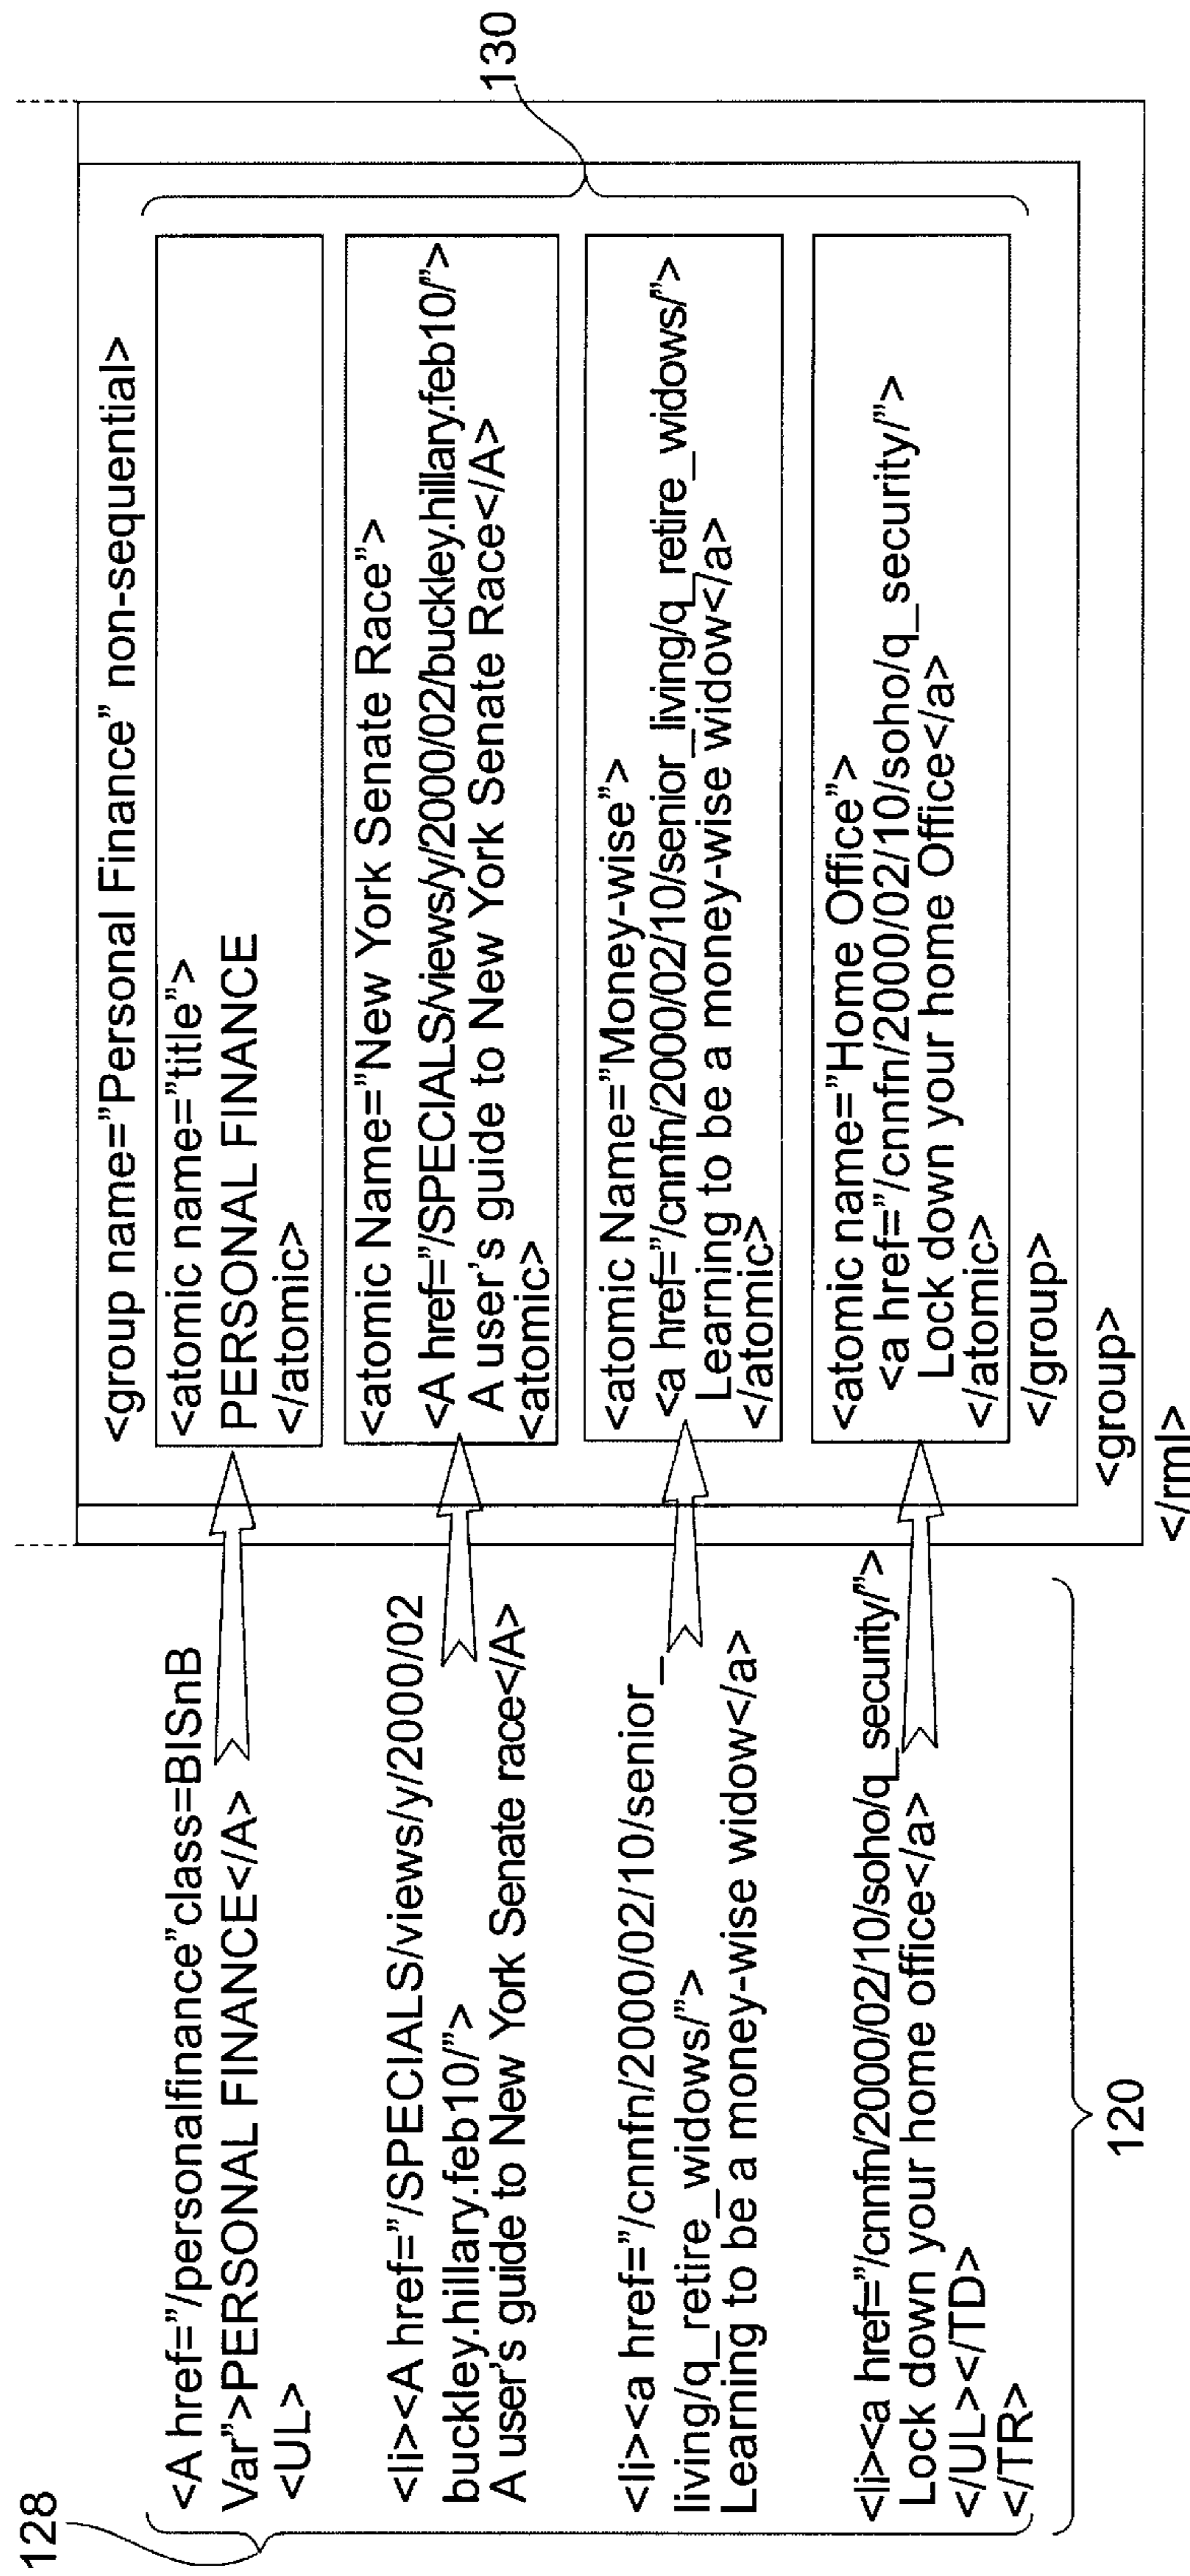 128
<A href="/personalfinance"class=BISnB
Var">PERSONAL FINANCE</A>
<UL>
<li><A href="/SPECIALS/views/y/2000/02
buckley.hillary.feb10/">
A user's guide to New York Senate race</A>
<li><a href="/cnnfn/2000/02/10/senior_
living/q_retire_widows/">
Learning to be a money-wise widow</a>
<li><a href="/cnnfn/2000/02/10/soho/q_security/">
Lock down your home office</a>
</UL></TD>
</TR>
120
<group name="Personal Finance" non-sequential>
<atomic name="title">
PERSONAL FINANCE
</atomic>
<atomic Name="New York Senate Race">
<A href="/SPECIALS/views/y/2000/02/buckley.hillary.feb10/">
A user's guide to New York Senate Race</A>
<atomic>
<atomic Name="Money-wise">
<a href="/cnnfn/2000/02/10/senior_living/q_retire_widows/">
Learning to be a money-wise widow</a>
</atomic>
<atomic name="Home Office">
<a href="/cnnfn/2000/02/10/soho/q_security/">
Lock down your home Office</a>
</atomic>
</group>
<group>
</rml>
130